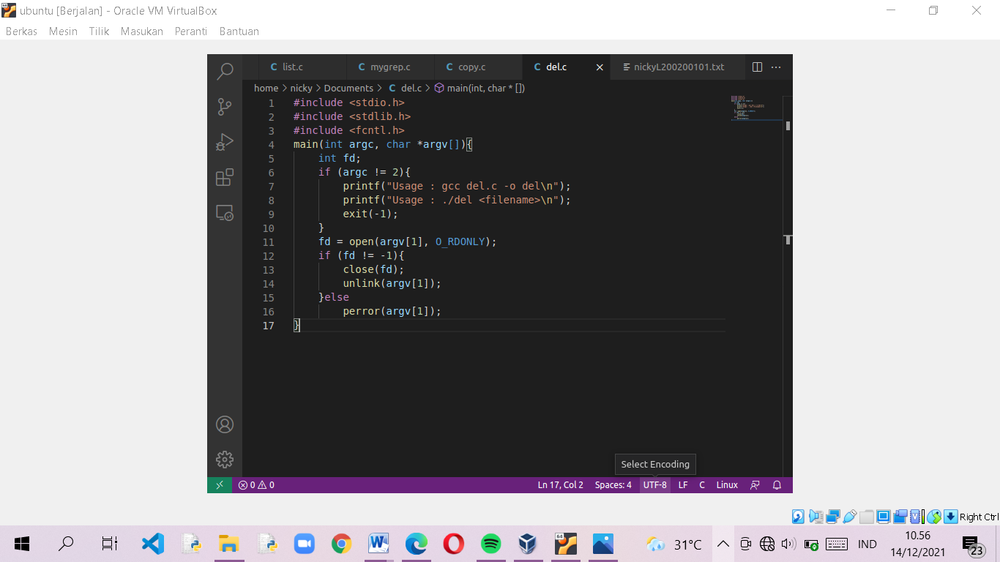 ubuntu [Berjalan] - Oracle VM VirtualBox
Berkas Mesin Tilik Masukan Peranti Bantuan
C list.c C mygrep.c C copy.c C del.c nickyL200200101.txt
home > nicky > Documents > C del.c > main(int, char * [])
1 #include <stdio.h>
2 #include <stdlib.h>
3 #include <fcntl.h>
4 main(int argc, char *argv[]){
5     int fd;
6     if (argc != 2){
7         printf("Usage : gcc del.c -o del\n");
8         printf("Usage : ./del <filename>\n");
9         exit(-1);
10     }
11     fd = open(argv[1], O_RDONLY);
12     if (fd != -1){
13         close(fd);
14         unlink(argv[1]);
15     }else
16         perror(argv[1]);
17 }
Select Encoding
0 0 Ln 17, Col 2 Spaces: 4 UTF-8 LF C Linux
Right Ctrl
64
31°C IND 10.56
14/12/2021
23